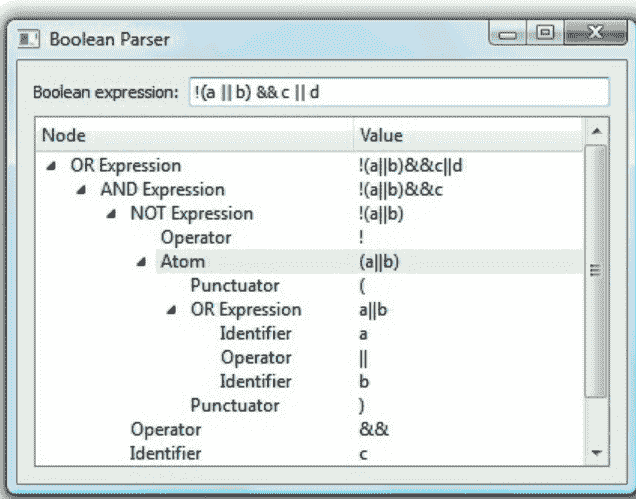 Boolean Parser
Boolean expression: !(a || b) && c || d
Node Value
OR Expression !(a||b)&&c||d
AND Expression !(a||b)&&c
NOT Expression !(a||b)
Operator !
Atom (a||b)
Punctuator (
OR Expression a||b
Identifier a
Operator ||
Identifier b
Punctuator )
Operator &&
Identifier c